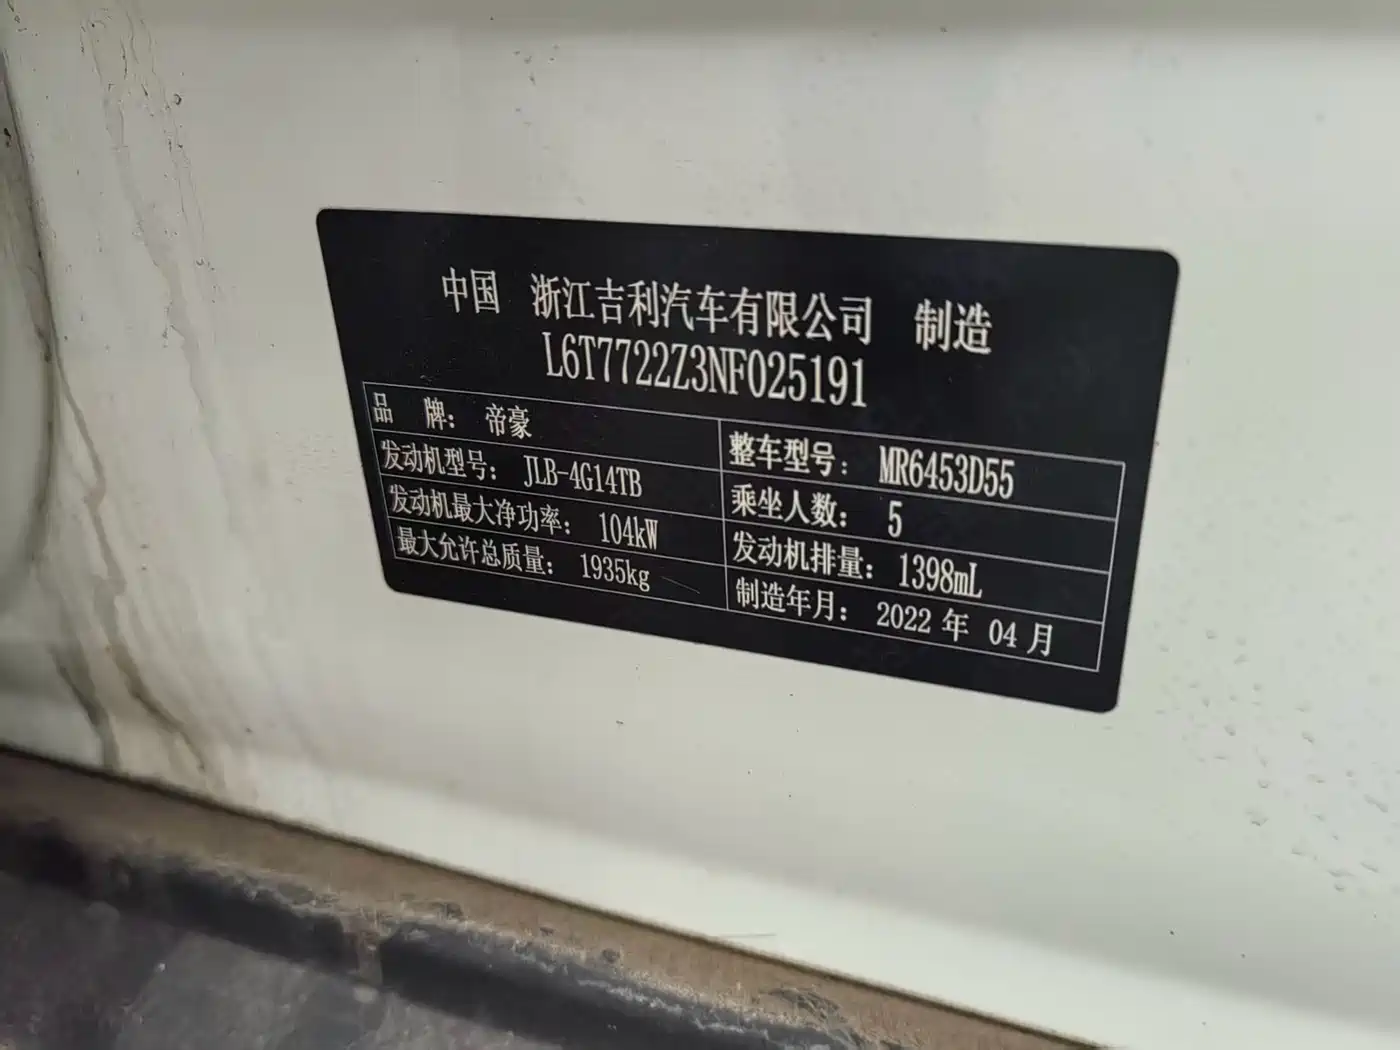 中国 浙江吉利汽车有限公司 制造
L6T7722Z3NF025191
品 牌： 帝豪 整车型号： MR6453D55
发动机型号： JLB-4G14TB 乘坐人数： 5
发动机最大净功率： 104kW 发动机排量： 1398mL
最大允许总质量： 1935kg 制造年月： 2022 年 04 月